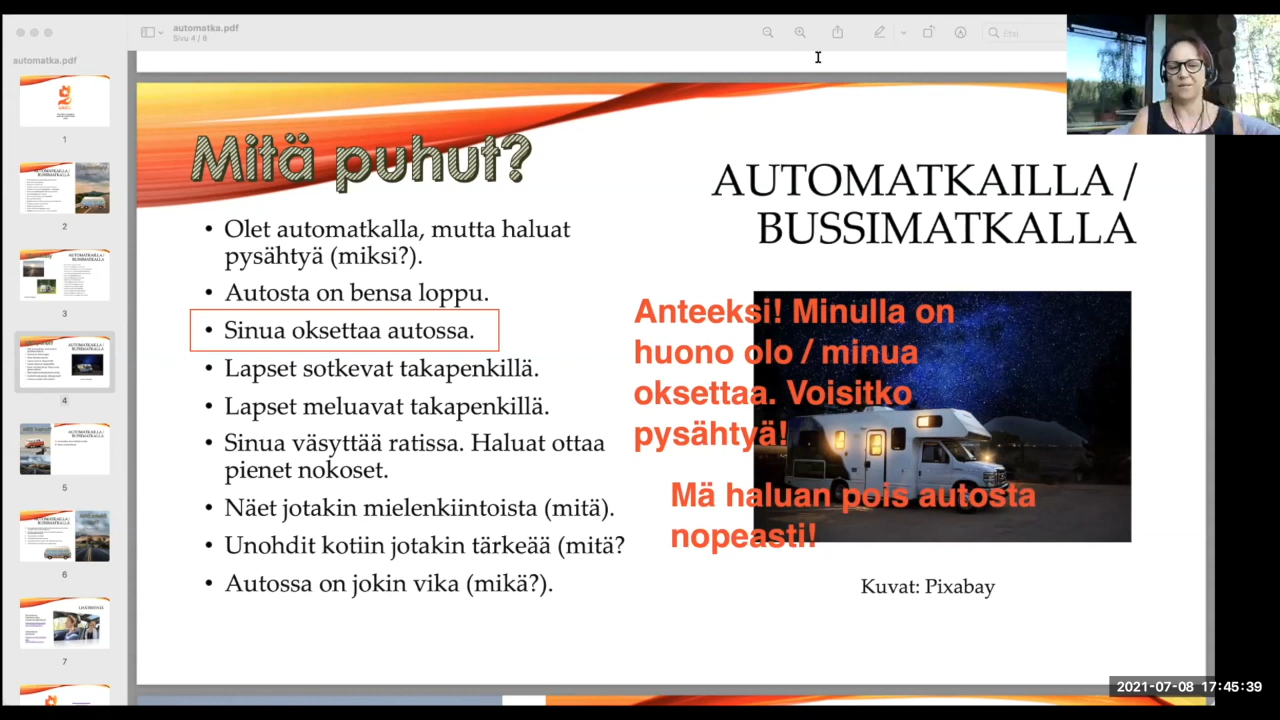 automatka.pdf
Sivu 4 / 8
Etsi
automatka.pdf
1
2
3
4
5
6
7
Mitä puhut?
AUTOMATKAILLA /
BUSSIMATKALLA
• Olet automatkalla, mutta haluat
pysähtyä (miksi?).
• Autosta on bensa loppu.
• Sinua oksettaa autossa.
• Lapset sotkevat takapenkillä.
• Lapset meluavat takapenkillä.
• Sinua väsyttää ratissa. Haluat ottaa
pienet nokoset.
• Näet jotakin mielenkiintoista (mitä).
• Unohdit kotiin jotakin tärkeää (mitä?
• Autossa on jokin vika (mikä?).
Anteeksi! Minulla on
huono olo / minua
oksettaa. Voisitko
pysähtyä!
Mä haluan pois autosta
nopeasti!
Kuvat: Pixabay
2021-07-08 17:45:39